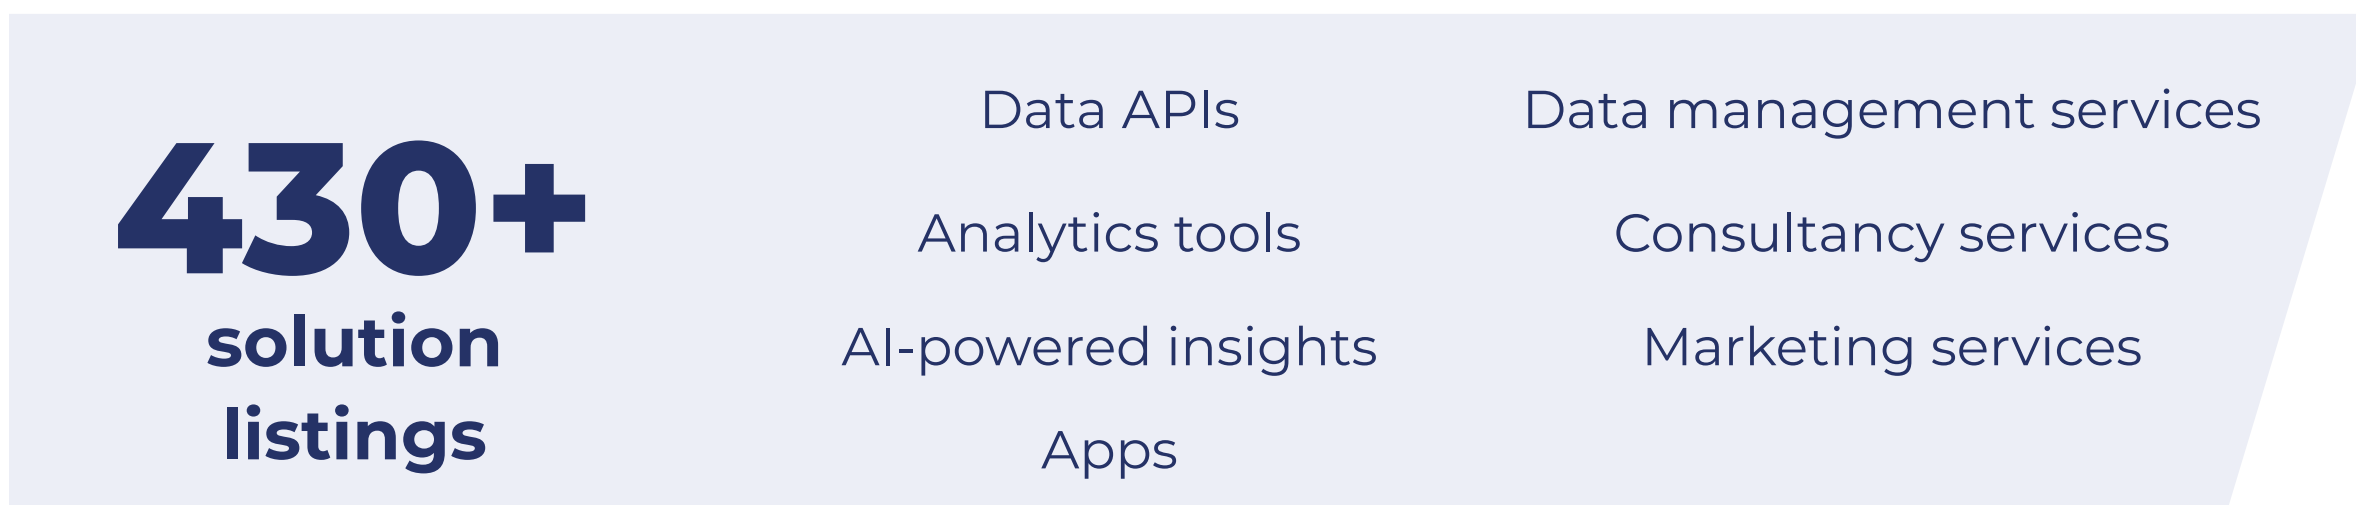 430+
solution
listings
Data APIs
Analytics tools
AI-powered insights
Apps
Data management services
Consultancy services
Marketing services